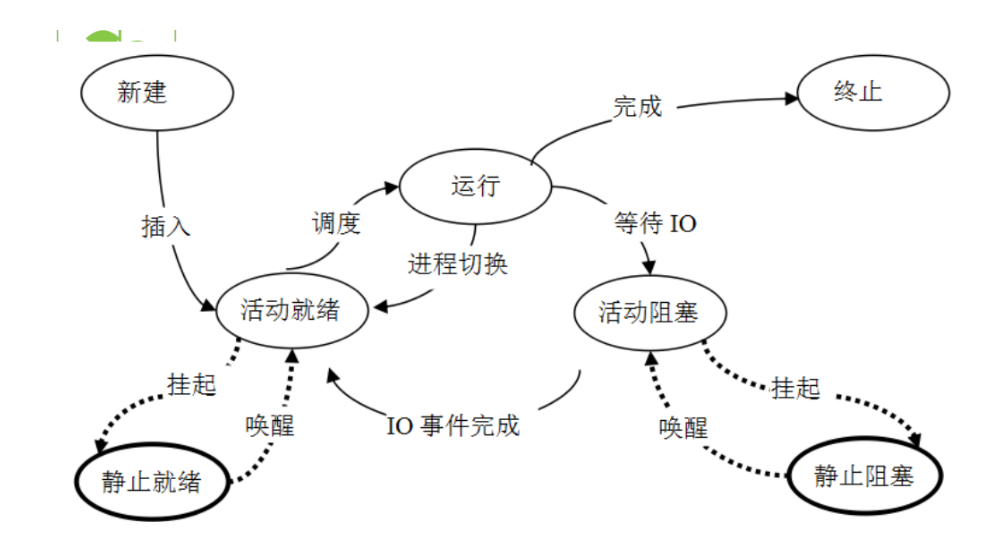 新建
终止
完成
运行
插入
调度
等待 IO
进程切换
活动就绪
活动阻塞
挂起
挂起
唤醒
IO 事件完成
唤醒
静止就绪
静止阻塞